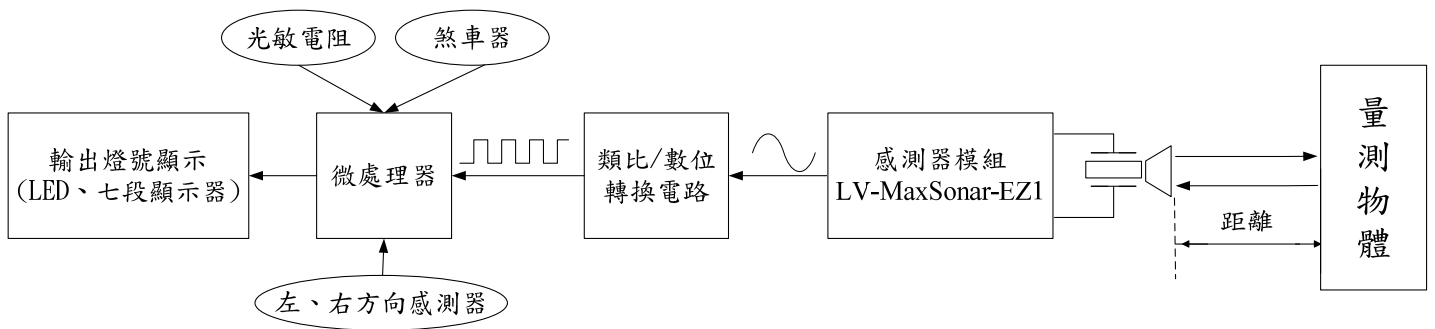 光敏電阻
煞車器
輸出燈號顯示
(LED、七段顯示器)
微處理器
類比/數位
轉換電路
感測器模組
LV-MaxSonar-EZ1
量測物體
距離
左、右方向感測器